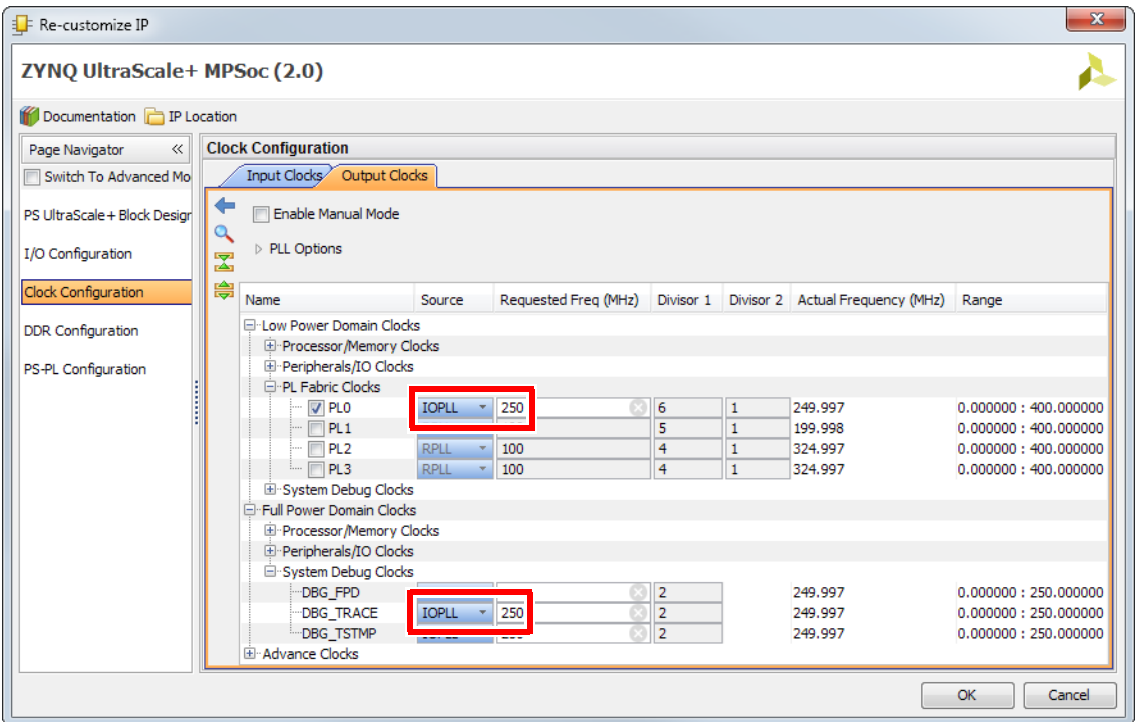 Re-customize IP
ZYNQ UltraScale+ MPSoc (2.0)
Documentation IP Location
Page Navigator «
Switch To Advanced Mo
PS UltraScale+ Block Desigr
I/O Configuration
Clock Configuration
DDR Configuration
PS-PL Configuration
Clock Configuration
Input Clocks Output Clocks
Enable Manual Mode
PLL Options
Name Source Requested Freq (MHz) Divisor 1 Divisor 2 Actual Frequency (MHz) Range
Low Power Domain Clocks
Processor/Memory Clocks
Peripherals/IO Clocks
PL Fabric Clocks
PL0 IOPLL 250 6 1 249.997 0.000000 : 400.000000
PL1 5 1 199.998 0.000000 : 400.000000
PL2 RPLL 100 4 1 324.997 0.000000 : 400.000000
PL3 RPLL 100 4 1 324.997 0.000000 : 400.000000
System Debug Clocks
Full Power Domain Clocks
Processor/Memory Clocks
Peripherals/IO Clocks
System Debug Clocks
DBG_FPD 2 249.997 0.000000 : 250.000000
DBG_TRACE IOPLL 250 2 249.997 0.000000 : 250.000000
DBG_TSTMP 2 249.997 0.000000 : 250.000000
Advance Clocks
OK Cancel